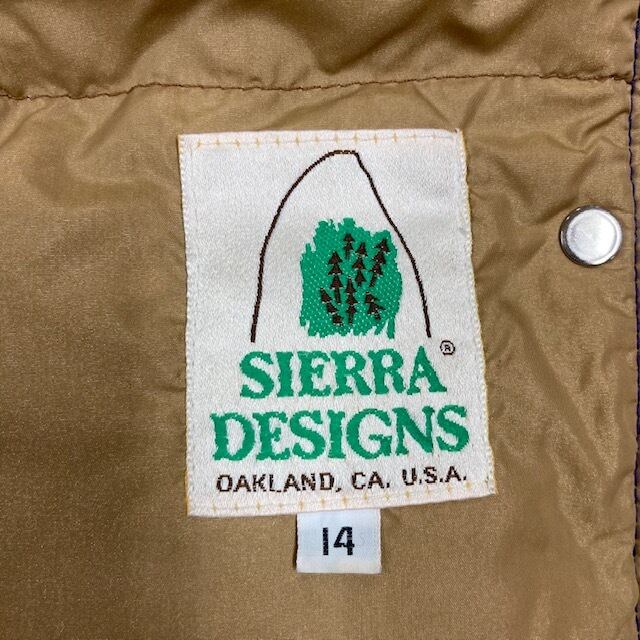 SIERRA ®
DESIGNS
OAKLAND, CA. U.S.A.
14